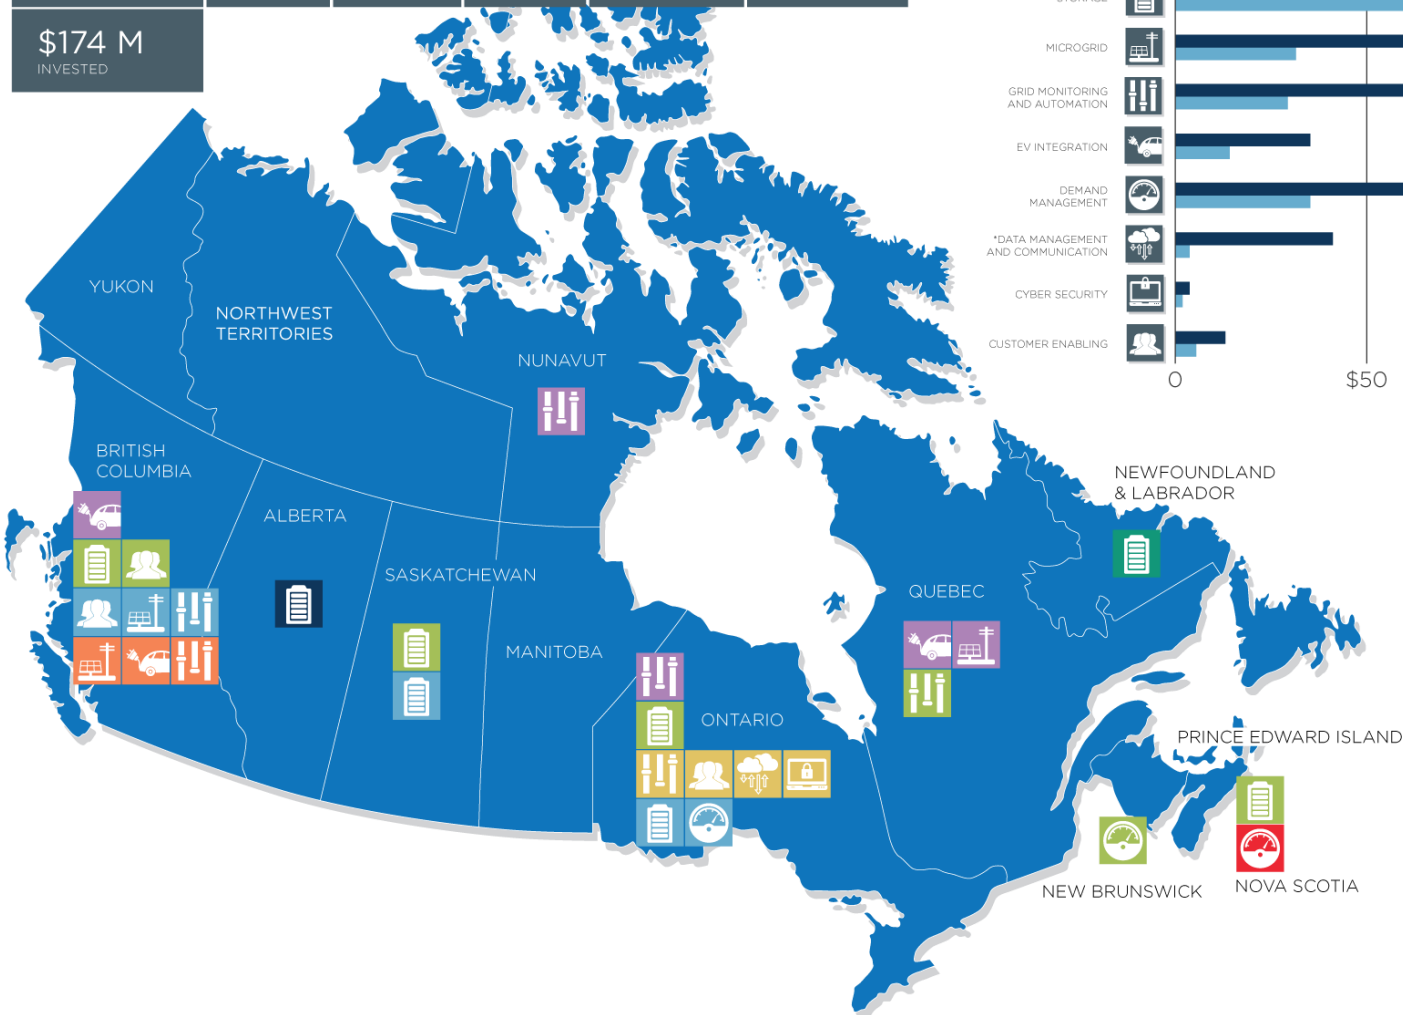 $174 M
INVESTED
STORAGE
MICROGRID
GRID MONITORING
AND AUTOMATION
EV INTEGRATION
DEMAND
MANAGEMENT
*DATA MANAGEMENT
AND COMMUNICATION
CYBER SECURITY
CUSTOMER ENABLING
0
$50
YUKON
NORTHWEST
TERRITORIES
NUNAVUT
BRITISH
COLUMBIA
ALBERTA
SASKATCHEWAN
MANITOBA
ONTARIO
QUEBEC
NEWFOUNDLAND
& LABRADOR
PRINCE EDWARD ISLAND
NEW BRUNSWICK
NOVA SCOTIA